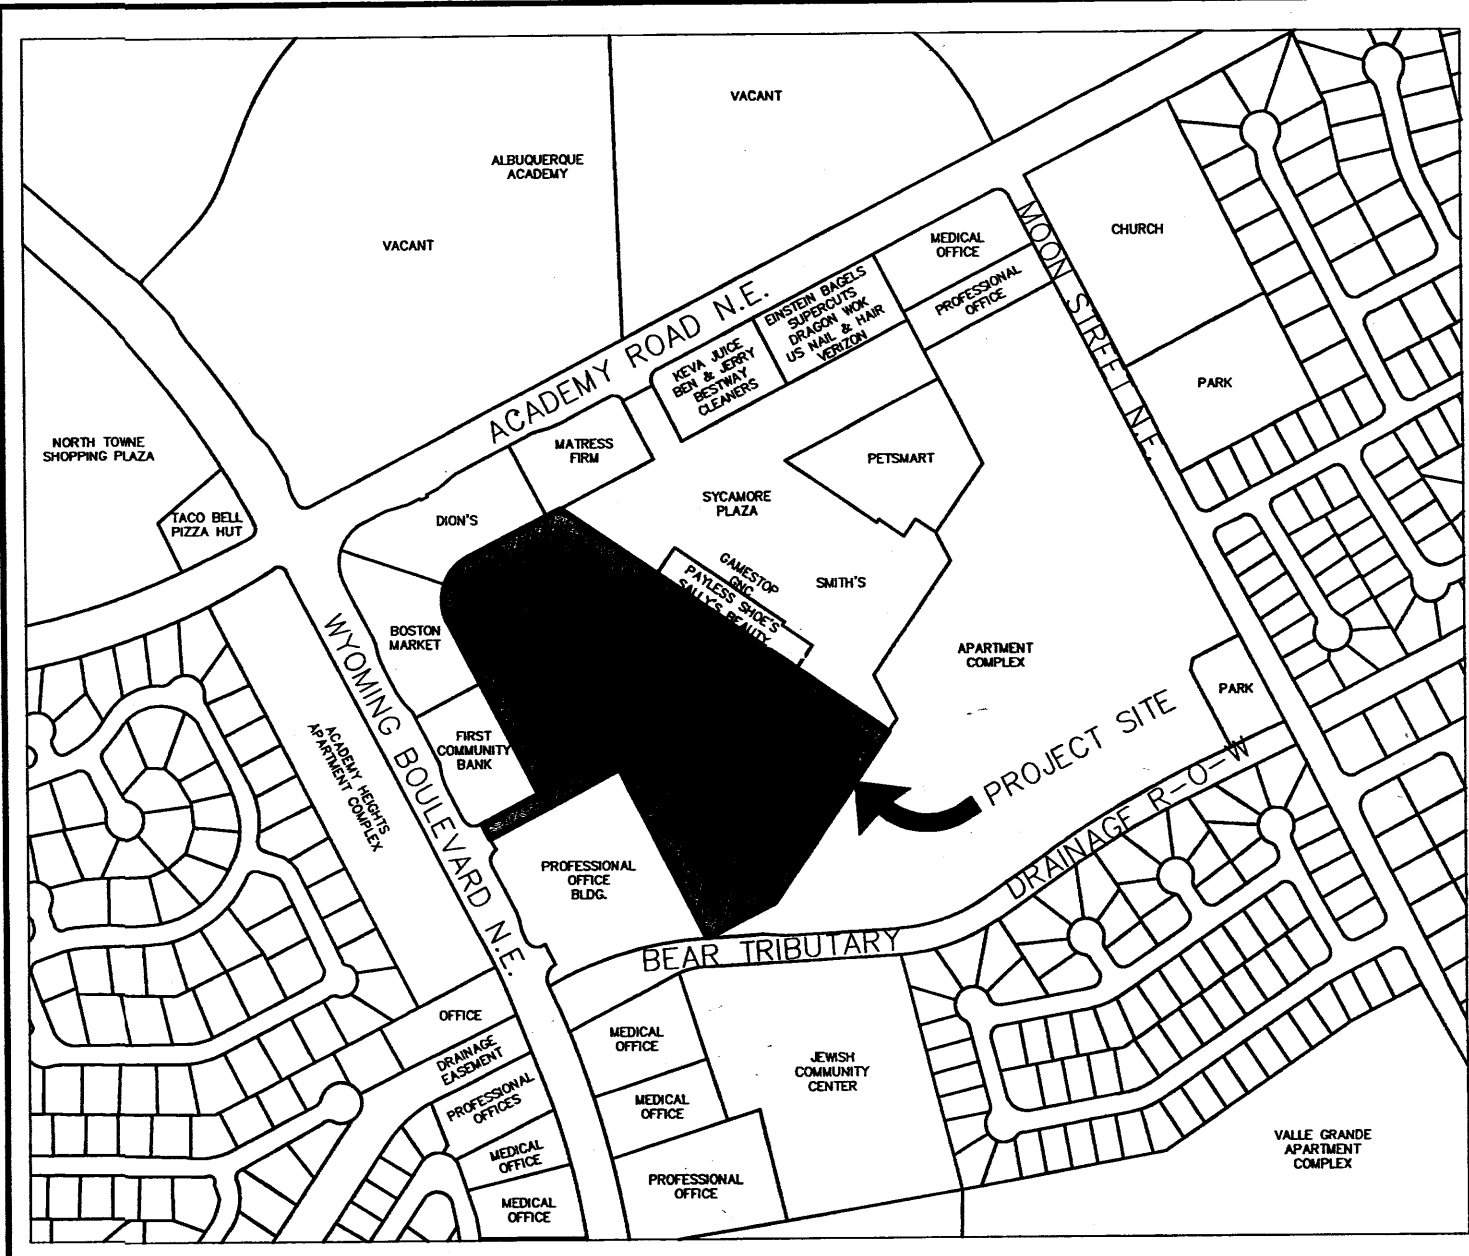 VACANT
ALBUQUERQUE
ACADEMY
VACANT
CHURCH
MEDICAL
OFFICE
PROFESSIONAL
OFFICE
MOON STREET N.E.
ACADEMY ROAD N.E.
EINSTEIN BAGELS
SUPERCUTS
DRAGON WOK
US NAIL & HAIR
VERIZON
KEVA JUICE
BEN & JERRY
BESTWAY
CLEANERS
PARK
NORTH TOWNE
SHOPPING PLAZA
MATRESS
FIRM
PETSMART
SYCAMORE
PLAZA
TACO BELL
PIZZA HUT
DION'S
GAMESTOP
GNC
PAYLESS SHOE'S
SALLY'S BEAUTY
SMITH'S
BOSTON
MARKET
WYOMING BOULEVARD N.E.
APARTMENT
COMPLEX
PARK
ACADEMY HEIGHTS
APARTMENT COMPLEX
FIRST
COMMUNITY
BANK
PROJECT SITE
DRAINAGE R-O-W
PROFESSIONAL
OFFICE
BLDG.
BEAR TRIBUTARY
OFFICE
DRAINAGE
EASEMENT
PROFESSIONAL
OFFICES
MEDICAL
OFFICE
MEDICAL
OFFICE
MEDICAL
OFFICE
MEDICAL
OFFICE
PROFESSIONAL
OFFICE
JEWISH
COMMUNITY
CENTER
VALLE GRANDE
APARTMENT
COMPLEX